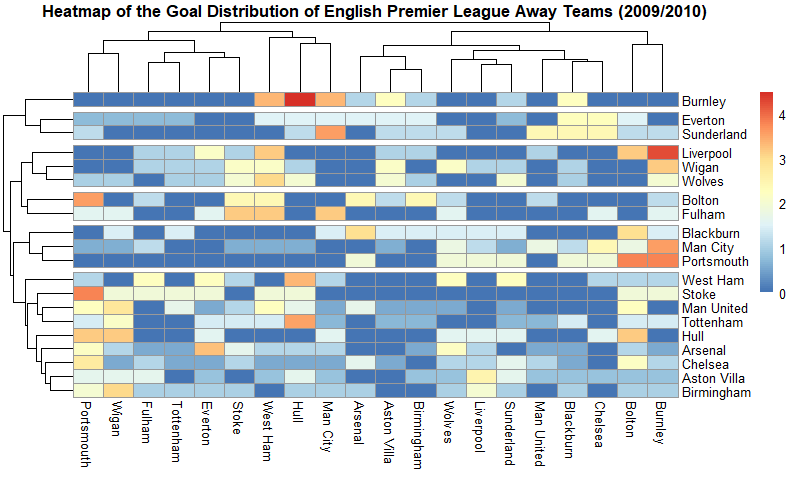 Heatmap of the Goal Distribution of English Premier League Away Teams (2009/2010)
Burnley
Everton
Sunderland
Liverpool
Wigan
Wolves
Bolton
Fulham
Blackburn
Man City
Portsmouth
West Ham
Stoke
Man United
Tottenham
Hull
Arsenal
Chelsea
Aston Villa
Birmingham
4
3
2
1
0
Portsmouth
Wigan
Fulham
Tottenham
Everton
Stoke
West Ham
Hull
Man City
Arsenal
Aston Villa
Birmingham
Wolves
Liverpool
Sunderland
Man United
Blackburn
Chelsea
Bolton
Burnley